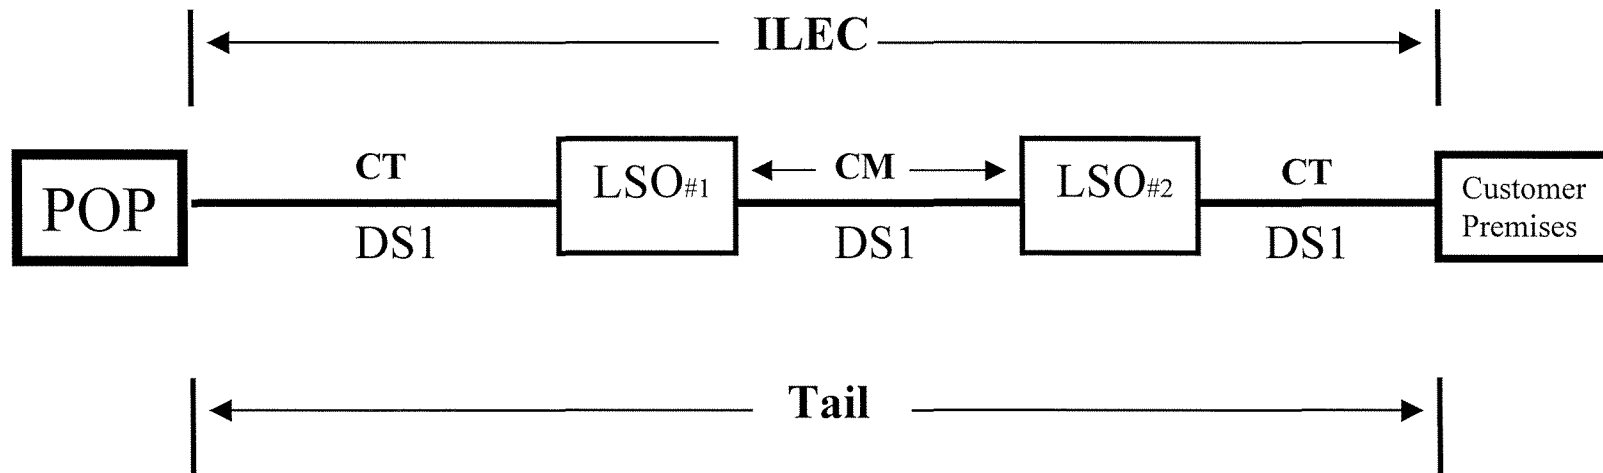 ILEC
POP
CT
DS1
LSO#1
CM
DS1
LSO#2
CT
DS1
Customer
Premises
Tail